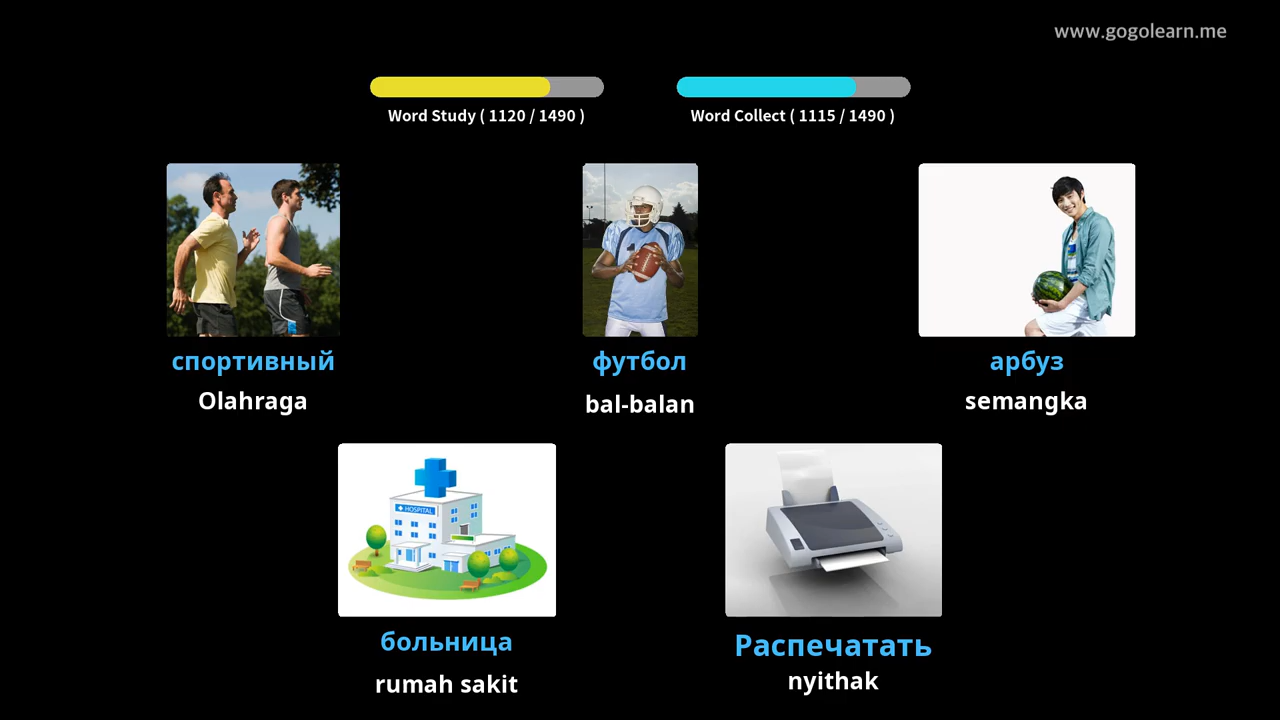 www.gogolearn.me
Word Study ( 1120 / 1490 )
Word Collect ( 1115 / 1490 )
спортивный
Olahraga
футбол
bal-balan
арбуз
semangka
HOSPITAL
больница
rumah sakit
Распечатать
nyithak